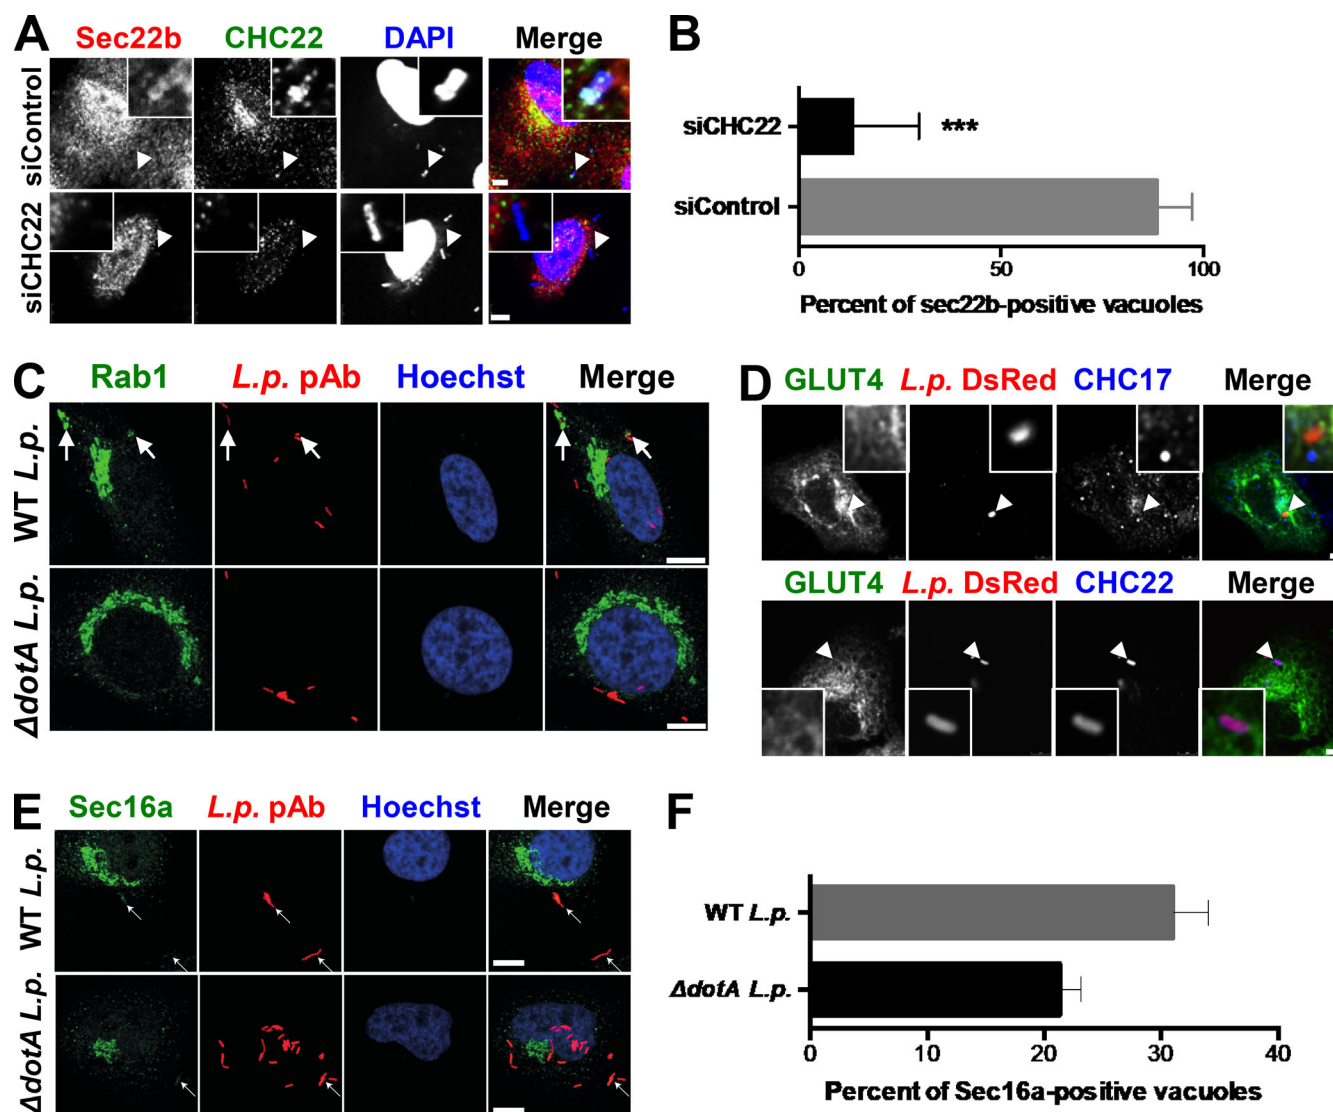 A
Sec22b CHC22 DAPI Merge
siControl
siCHC22
B
siCHC22
***
siControl
0 50 100
Percent of sec22b-positive vacuoles
C
Rab1 L.p. pAb Hoechst Merge
WT L.p.
ΔdotA L.p.
D
GLUT4 L.p. DsRed CHC17 Merge
GLUT4 L.p. DsRed CHC22 Merge
E
Sec16a L.p. pAb Hoechst Merge
WT L.p.
ΔdotA L.p.
F
WT L.p.
ΔdotA L.p.
0 10 20 30 40
Percent of Sec16a-positive vacuoles